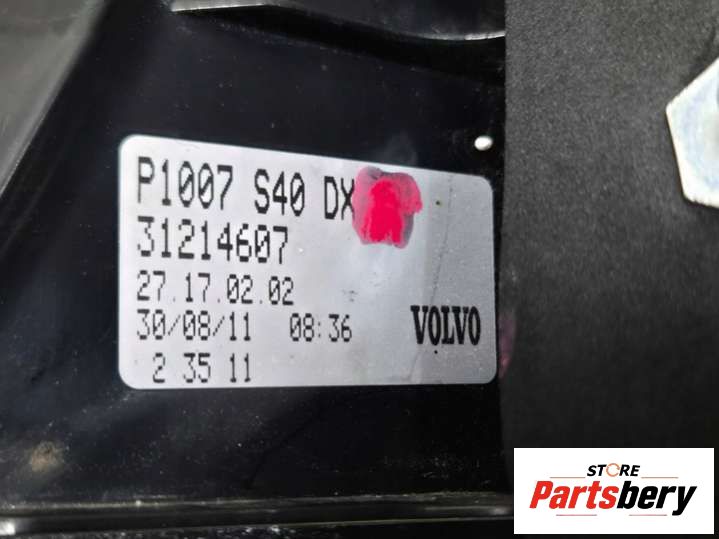 P1007 S40 DX
31214607
27.17.02.02
30/08/11 08:36 VOLVO
2 35 11
STORE
Partsbery